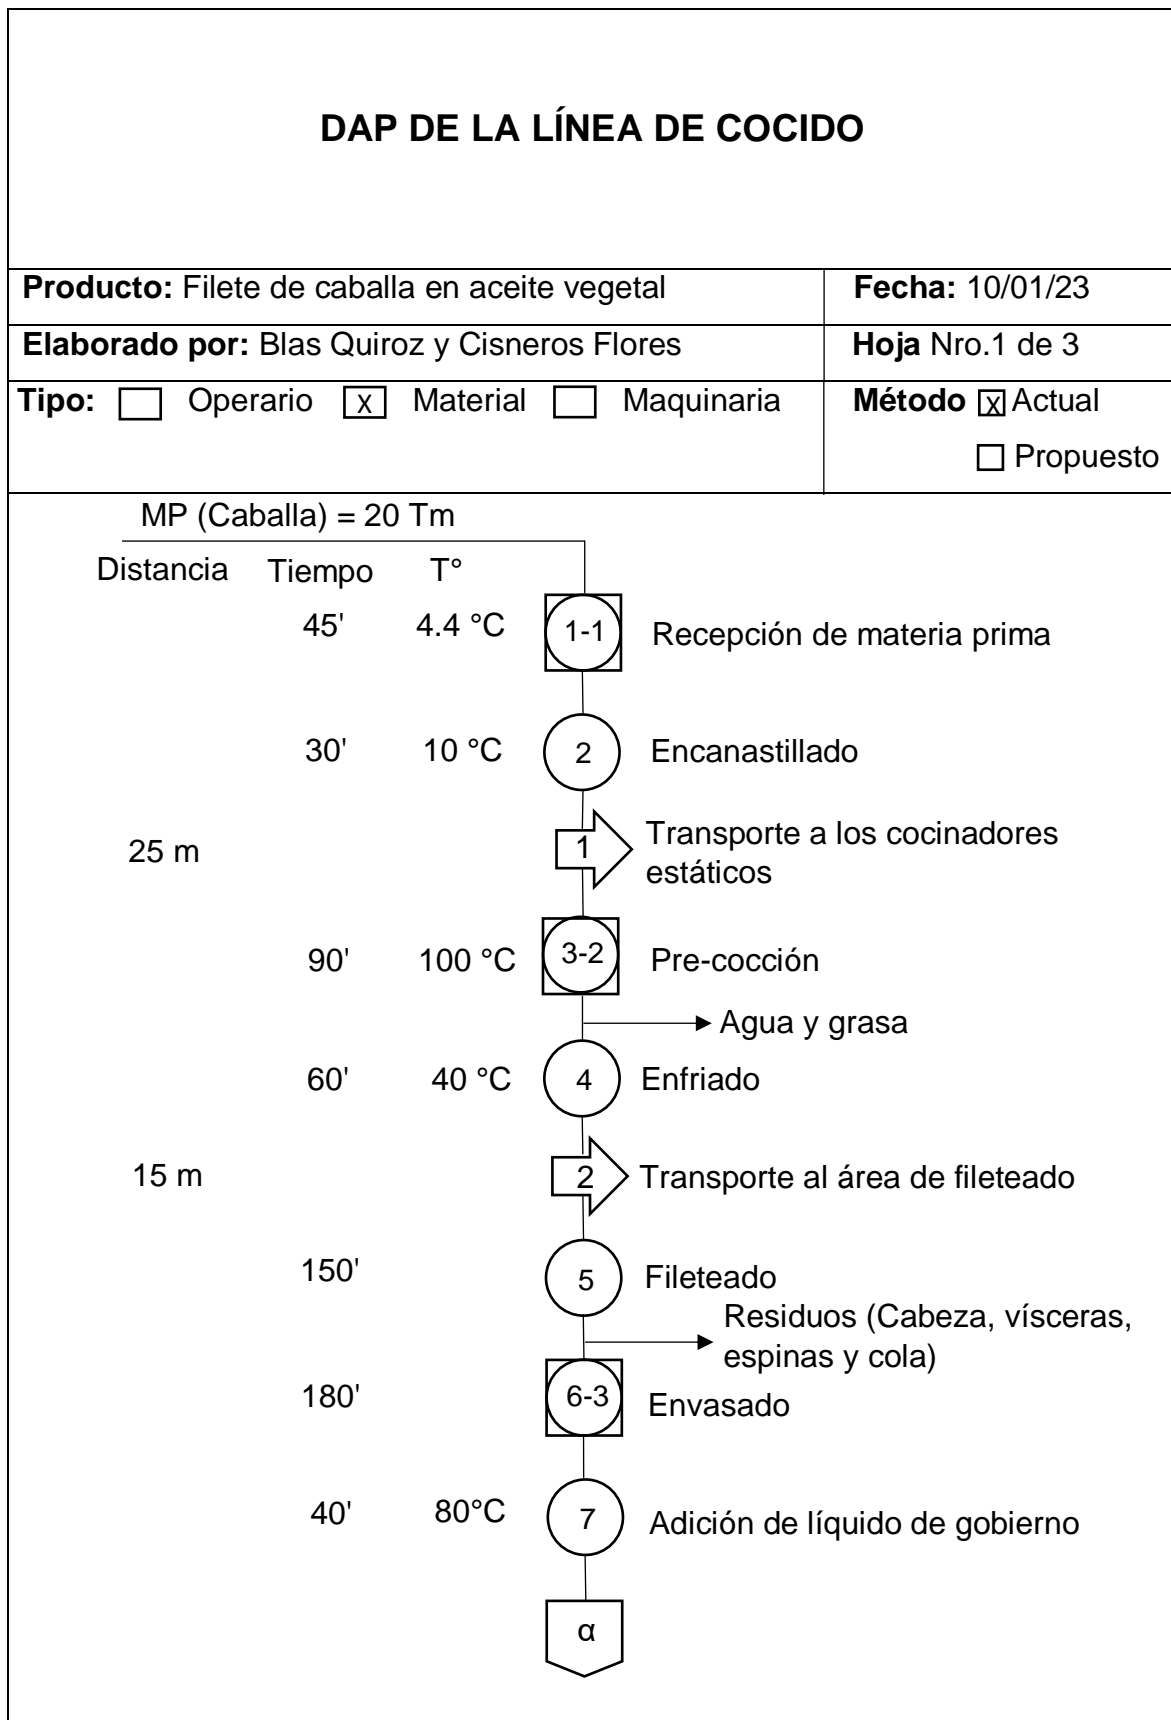 DAP DE LA LÍNEA DE COCIDO
Producto: Filete de caballa en aceite vegetal
Fecha: 10/01/23
Elaborado por: Blas Quiroz y Cisneros Flores
Hoja Nro.1 de 3
Tipo: Operario x Material Maquinaria
Método x Actual
Propuesto
MP (Caballa) = 20 Tm
Distancia Tiempo T°
45' 4.4 °C 1-1 Recepción de materia prima
30' 10 °C 2 Encanastillado
25 m 1 Transporte a los cocinadores
estáticos
90' 100 °C 3-2 Pre-cocción
Agua y grasa
60' 40 °C 4 Enfriado
15 m 2 Transporte al área de fileteado
150' 5 Fileteado
Residuos (Cabeza, vísceras,
espinas y cola)
180' 6-3 Envasado
40' 80°C 7 Adición de líquido de gobierno
α